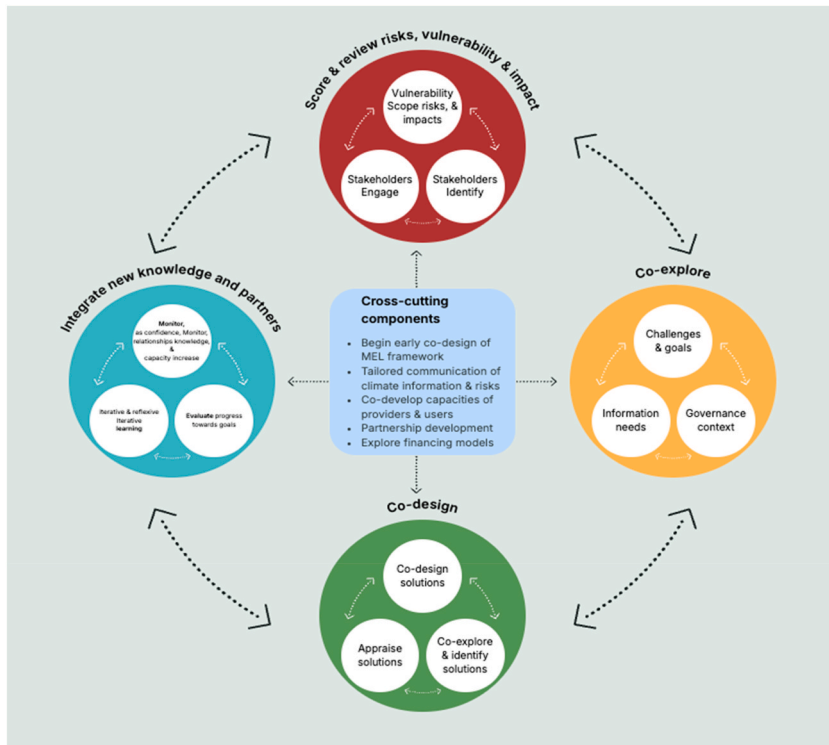 Score & review risks, vulnerability & impact
Vulnerability
Scope risks, &
impacts
Stakeholders
Engage
Stakeholders
Identify
Integrate new knowledge and partners
Monitor,
as confidence, Monitor,
relationships knowledge,
&
capacity increase
Iterative & reflexive
iterative
learning
Evaluate progress
towards goals
Cross-cutting
components
• Begin early co-design of
MEL framework
• Tailored communication of
climate information & risks
• Co-develop capacities of
providers & users
• Partnership development
• Explore financing models
Co-explore
Challenges
& goals
Information
needs
Governance
context
Co-design
Co-design
solutions
Appraise
solutions
Co-explore
& identify
solutions